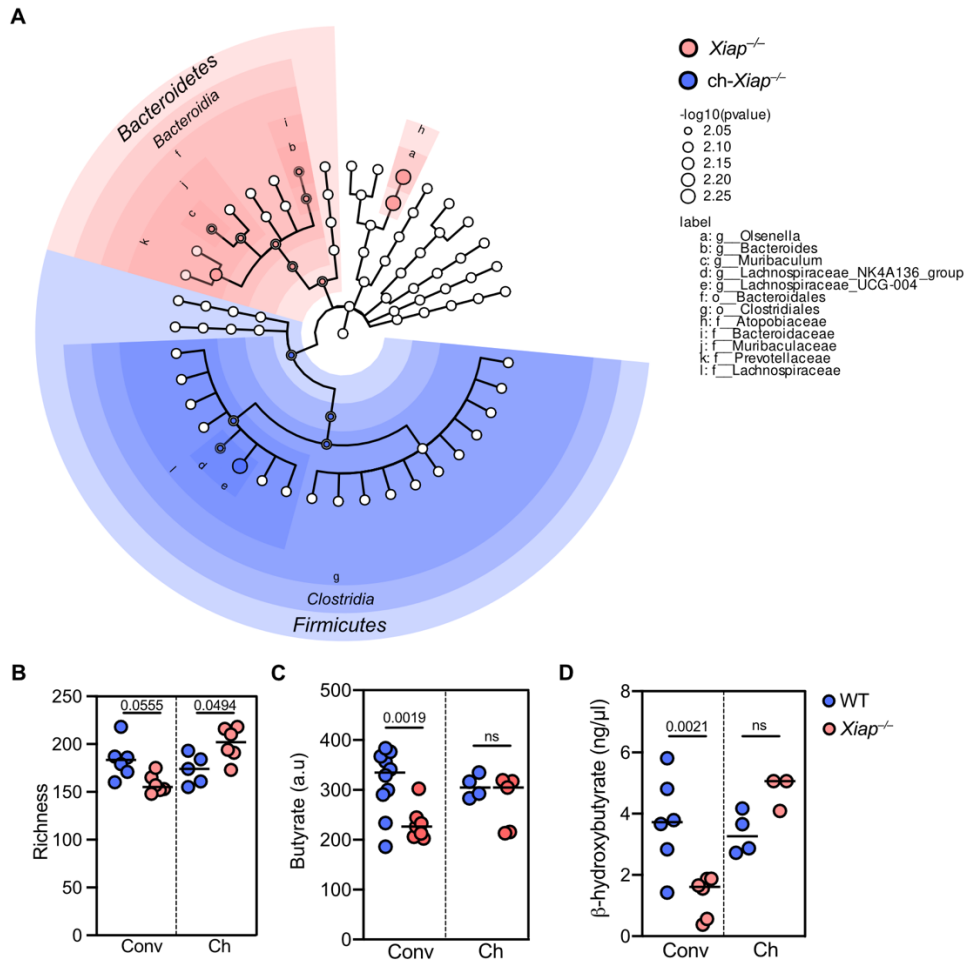 A
Xiap–/–
ch-Xiap–/–
-log10(pvalue)
2.05
2.10
2.15
2.20
2.25
label
a: g__Olsenella
b: g__Bacteroides
c: g__Muribaculum
d: g__Lachnospiraceae_NK4A136_group
e: g__Lachnospiraceae_UCG-004
f: o__Bacteroidales
g: o__Clostridiales
h: f__Atopobiaceae
i: f__Bacteroidaceae
j: f__Muribaculaceae
k: f__Prevotellaceae
l: f__Lachnospiraceae
Bacteroidetes
Bacteroidia
i
b
f
j
c
k
h
a
l
d
e
g
Clostridia
Firmicutes
B
Richness
250
200
150
100
50
0
0.0555
0.0494
Conv
Ch
C
Butyrate (a.u)
500
400
300
200
100
0
0.0019
ns
Conv
Ch
D
β-hydroxybutyrate (ng/µl)
8
6
4
2
0
0.0021
ns
Conv
Ch
WT
Xiap–/–